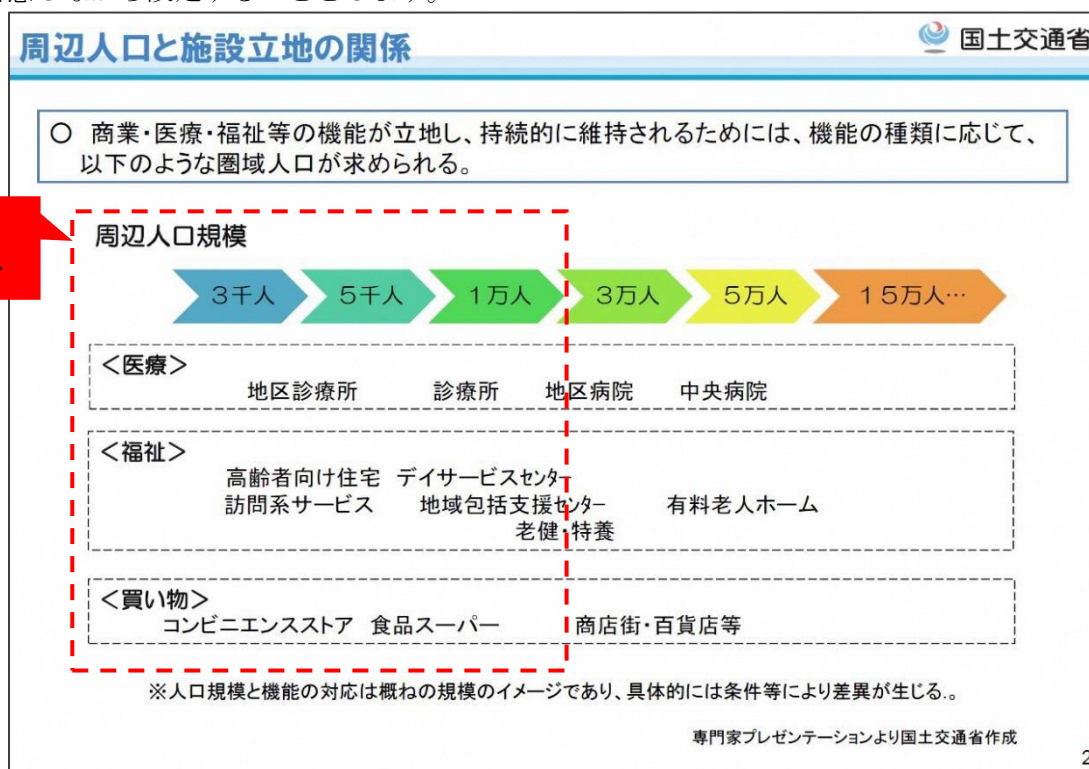 周辺人口と施設立地の関係
国土交通省
○ 商業・医療・福祉等の機能が立地し、持続的に維持されるためには、機能の種類に応じて、
以下のような圏域人口が求められる。
周辺人口規模
3千人 5千人 1万人 3万人 5万人 15万人…
<医療>
地区診療所 診療所 地区病院 中央病院
<福祉>
高齢者向け住宅 デイサービスセンター
訪問系サービス 地域包括支援センター 有料老人ホーム
老健・特養
<買い物>
コンビニエンスストア 食品スーパー 商店街・百貨店等
※人口規模と機能の対応は概ねの規模のイメージであり、具体的には条件等により差異が生じる.。
専門家プレゼンテーションより国土交通省作成
2